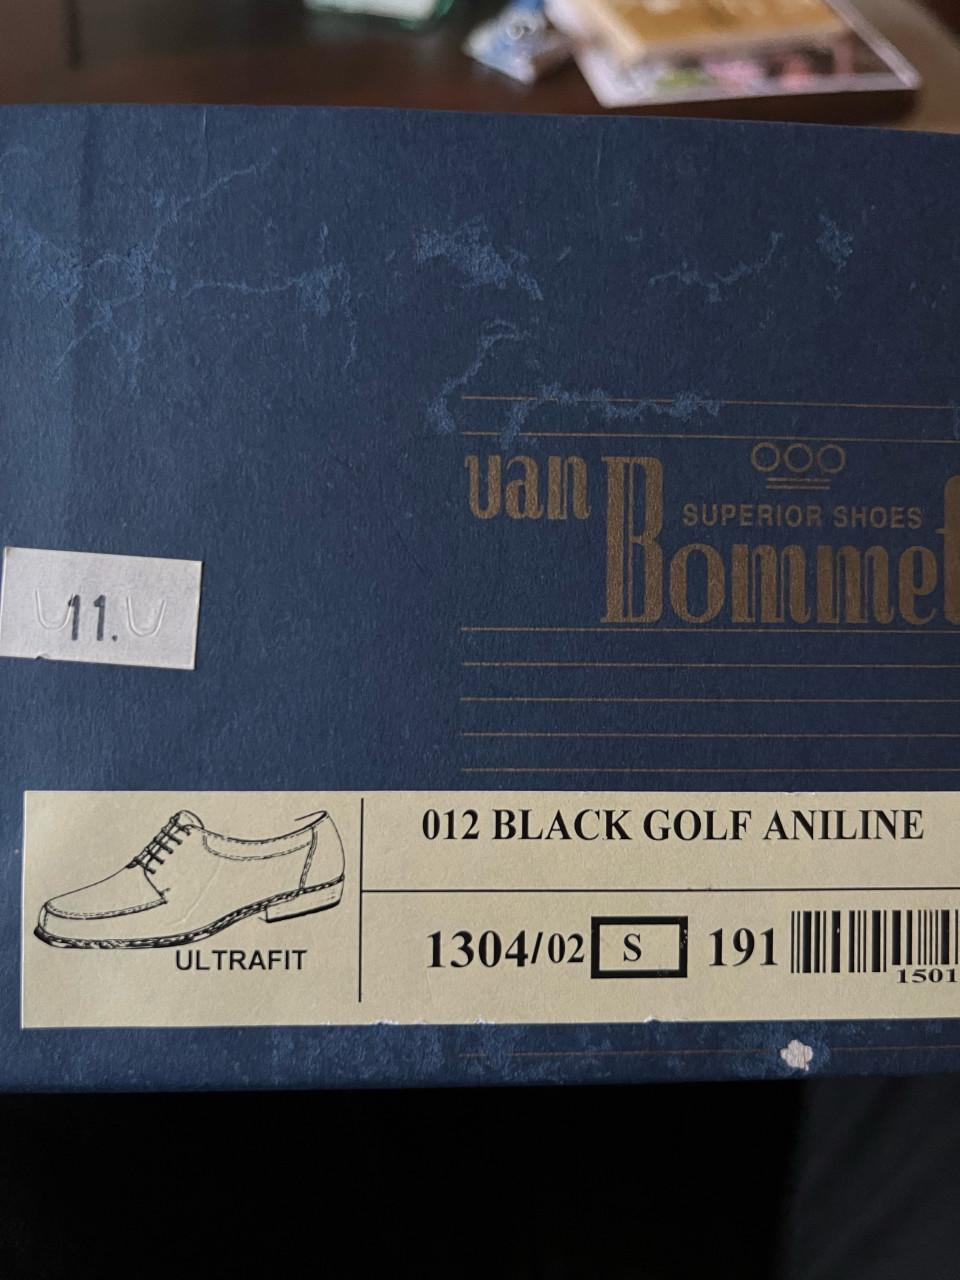 van Bommel
SUPERIOR SHOES
11.
012 BLACK GOLF ANILINE
ULTRAFIT
1304/02 S 191
1501